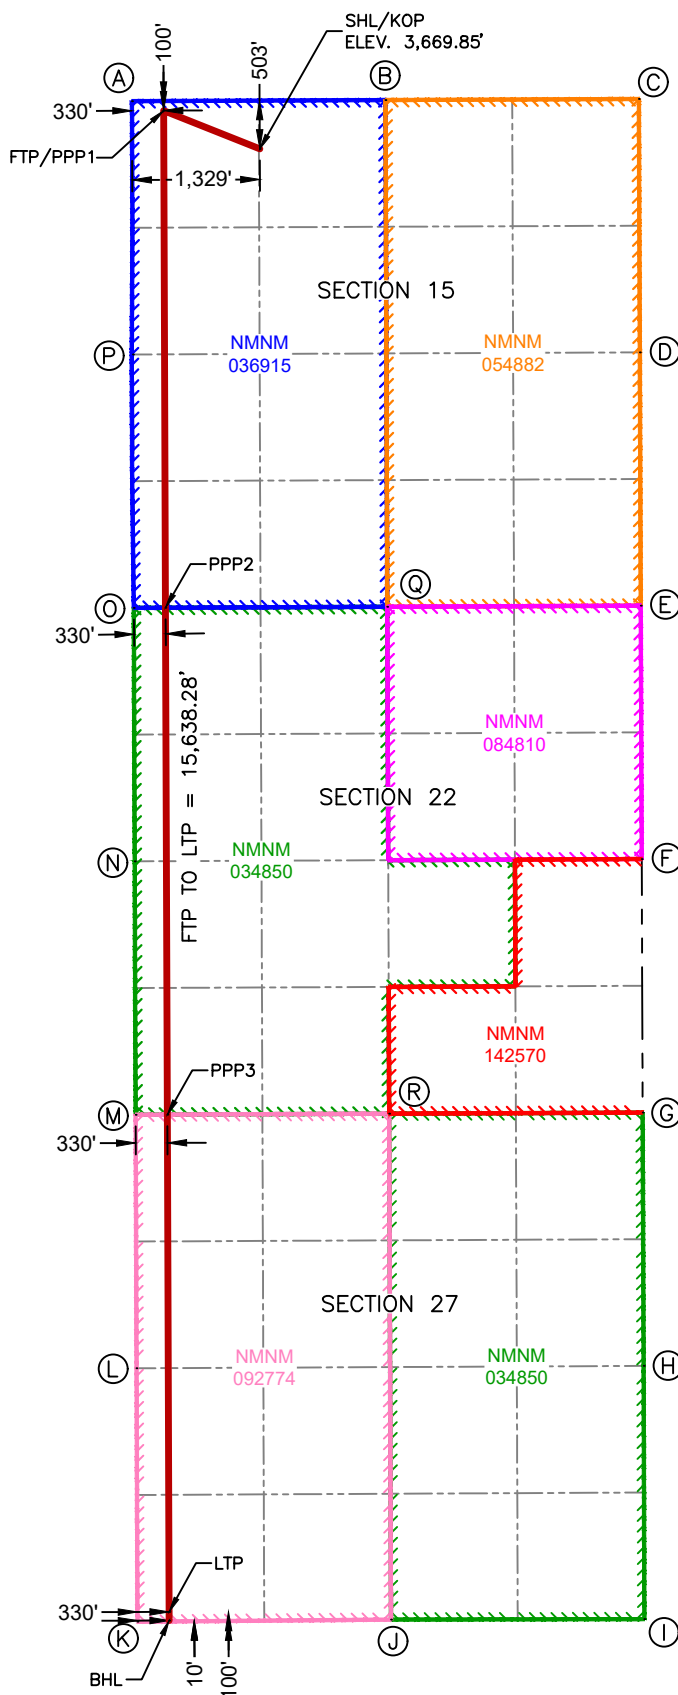 SHL/KOP
ELEV. 3,669.85'
100'
503'
A
B
C
330'
FTP/PPP1
1,329'
SECTION 15
NMNM
036915
NMNM
054882
P
D
PPP2
Q
O
E
330'
NMNM
084810
FTP TO LTP = 15,638.28'
SECTION 22
NMNM
034850
N
F
NMNM
142570
PPP3
R
M
G
330'
SECTION 27
NMNM
092774
NMNM
034850
L
H
LTP
330'
K
J
I
BHL
10'
100'